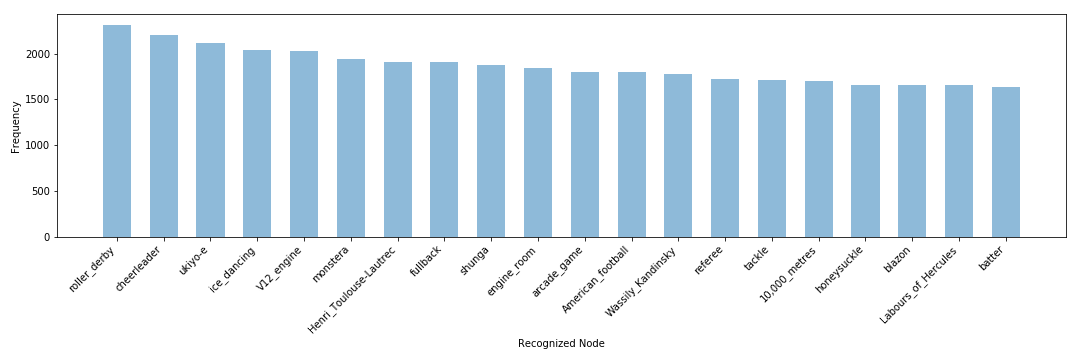 2000
1500
1000
500
0
Frequency
roller_derby
cheerleader
ukiyo-e
ice_dancing
V12_engine
monstera
Henri_Toulouse-Lautrec
fullback
shunga
engine_room
arcade_game
American_football
Wassily_Kandinsky
referee
tackle
10,000_metres
honeysuckle
blazon
Labours_of_Hercules
batter
Recognized Node